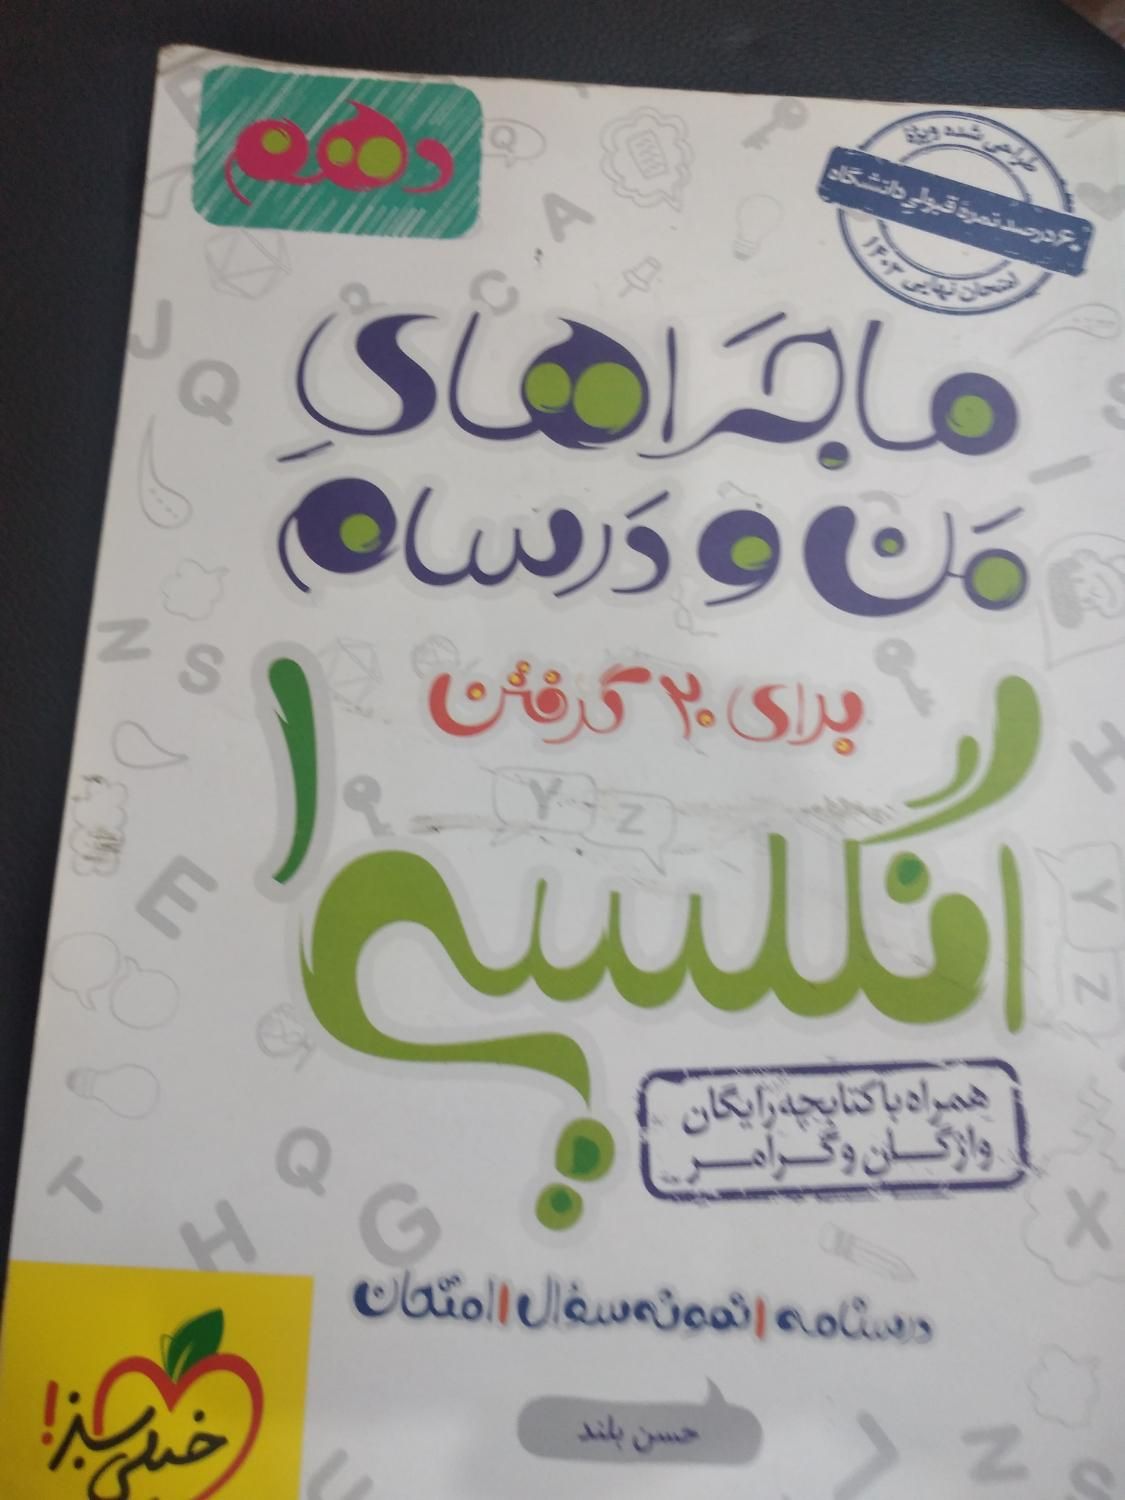 دهم
طراحی شده ویژهٔ
۶۰ درصد نمرهٔ قبولی دانشگاه
امتحان نهایی ۱۴۰۳
ماجراهای
من و درسام
برای ۲۰ گرفتن
انگلیسی ۱
همراه با کتابچه رایگان
واژگان و گرامر
درسنامه | نمونه سؤال | امتحان
حسن بلند
خیلی سبز!